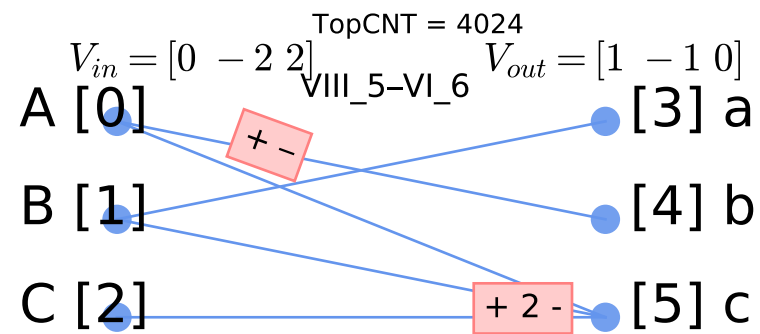 TopCNT = 4024
V_in = [0 −2 2]
V_out = [1 −1 0]
VIII_5–VI_6
A [0]
[3] a
+ −
B [1]
[4] b
C [2]
+ 2 -
[5] c